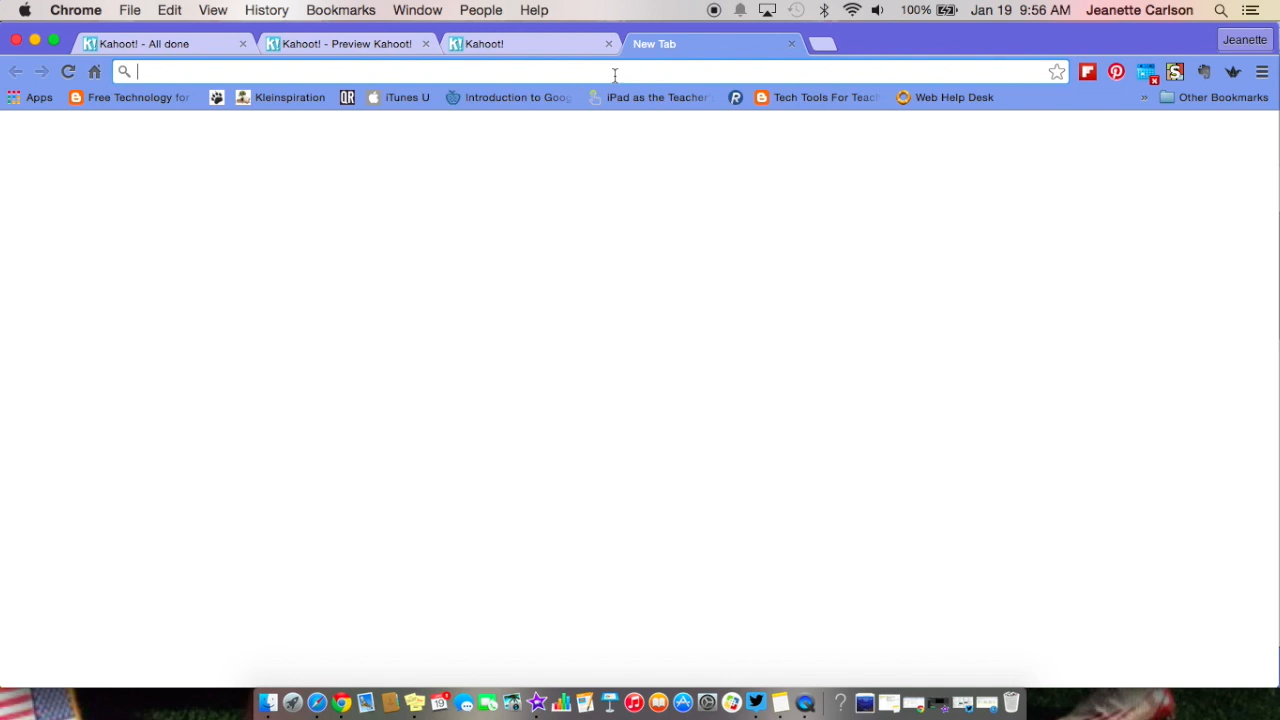 Chrome File Edit View History Bookmarks Window People Help 100% Jan 19 9:56 AM Jeanette Carlson
Kahoot! - All done Kahoot! - Preview Kahoot! Kahoot! New Tab Jeanette
Apps Free Technology for Kleinspiration QR iTunes U Introduction to Goog iPad as the Teacher' R Tech Tools For Teach Web Help Desk » Other Bookmarks